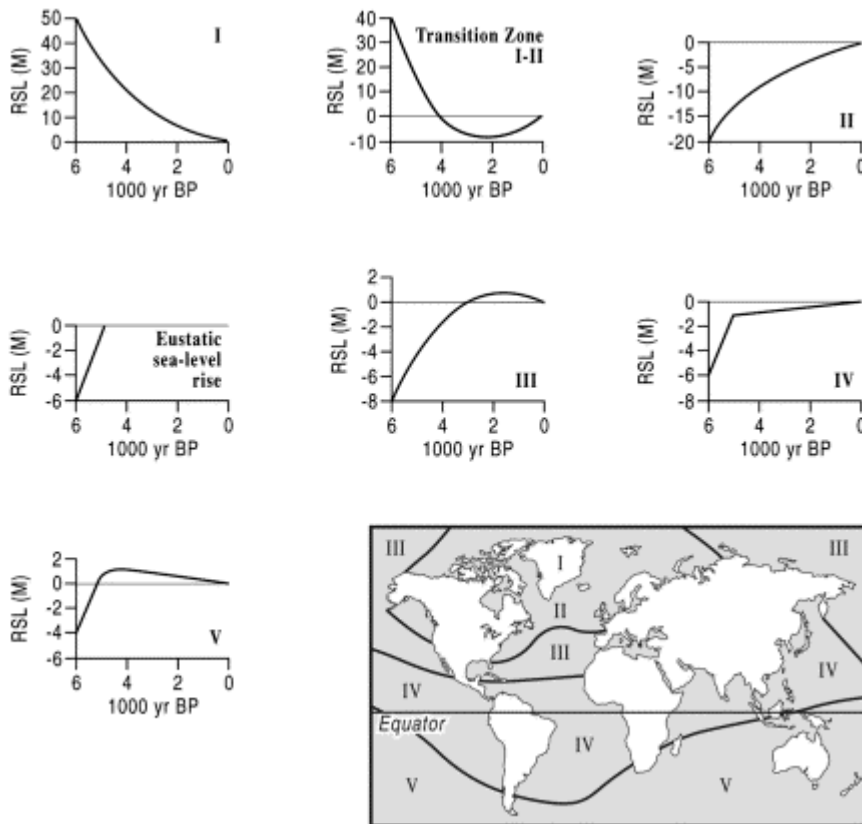 50
40
30
20
10
0
RSL (M)
I
6 4 2 0
1000 yr BP
40
30
20
10
0
-10
RSL (M)
Transition Zone
I-II
6 4 2 0
1000 yr BP
0
-5
-10
-15
-20
RSL (M)
II
6 4 2 0
1000 yr BP
0
-2
-4
-6
RSL (M)
Eustatic
sea-level
rise
6 4 2 0
1000 yr BP
2
0
-2
-4
-6
-8
RSL (M)
III
6 4 2 0
1000 yr BP
0
-2
-4
-6
-8
RSL (M)
IV
6 4 2 0
1000 yr BP
2
0
-2
-4
-6
RSL (M)
V
6 4 2 0
1000 yr BP
III I III
II
III
IV IV
Equator
IV
V V V